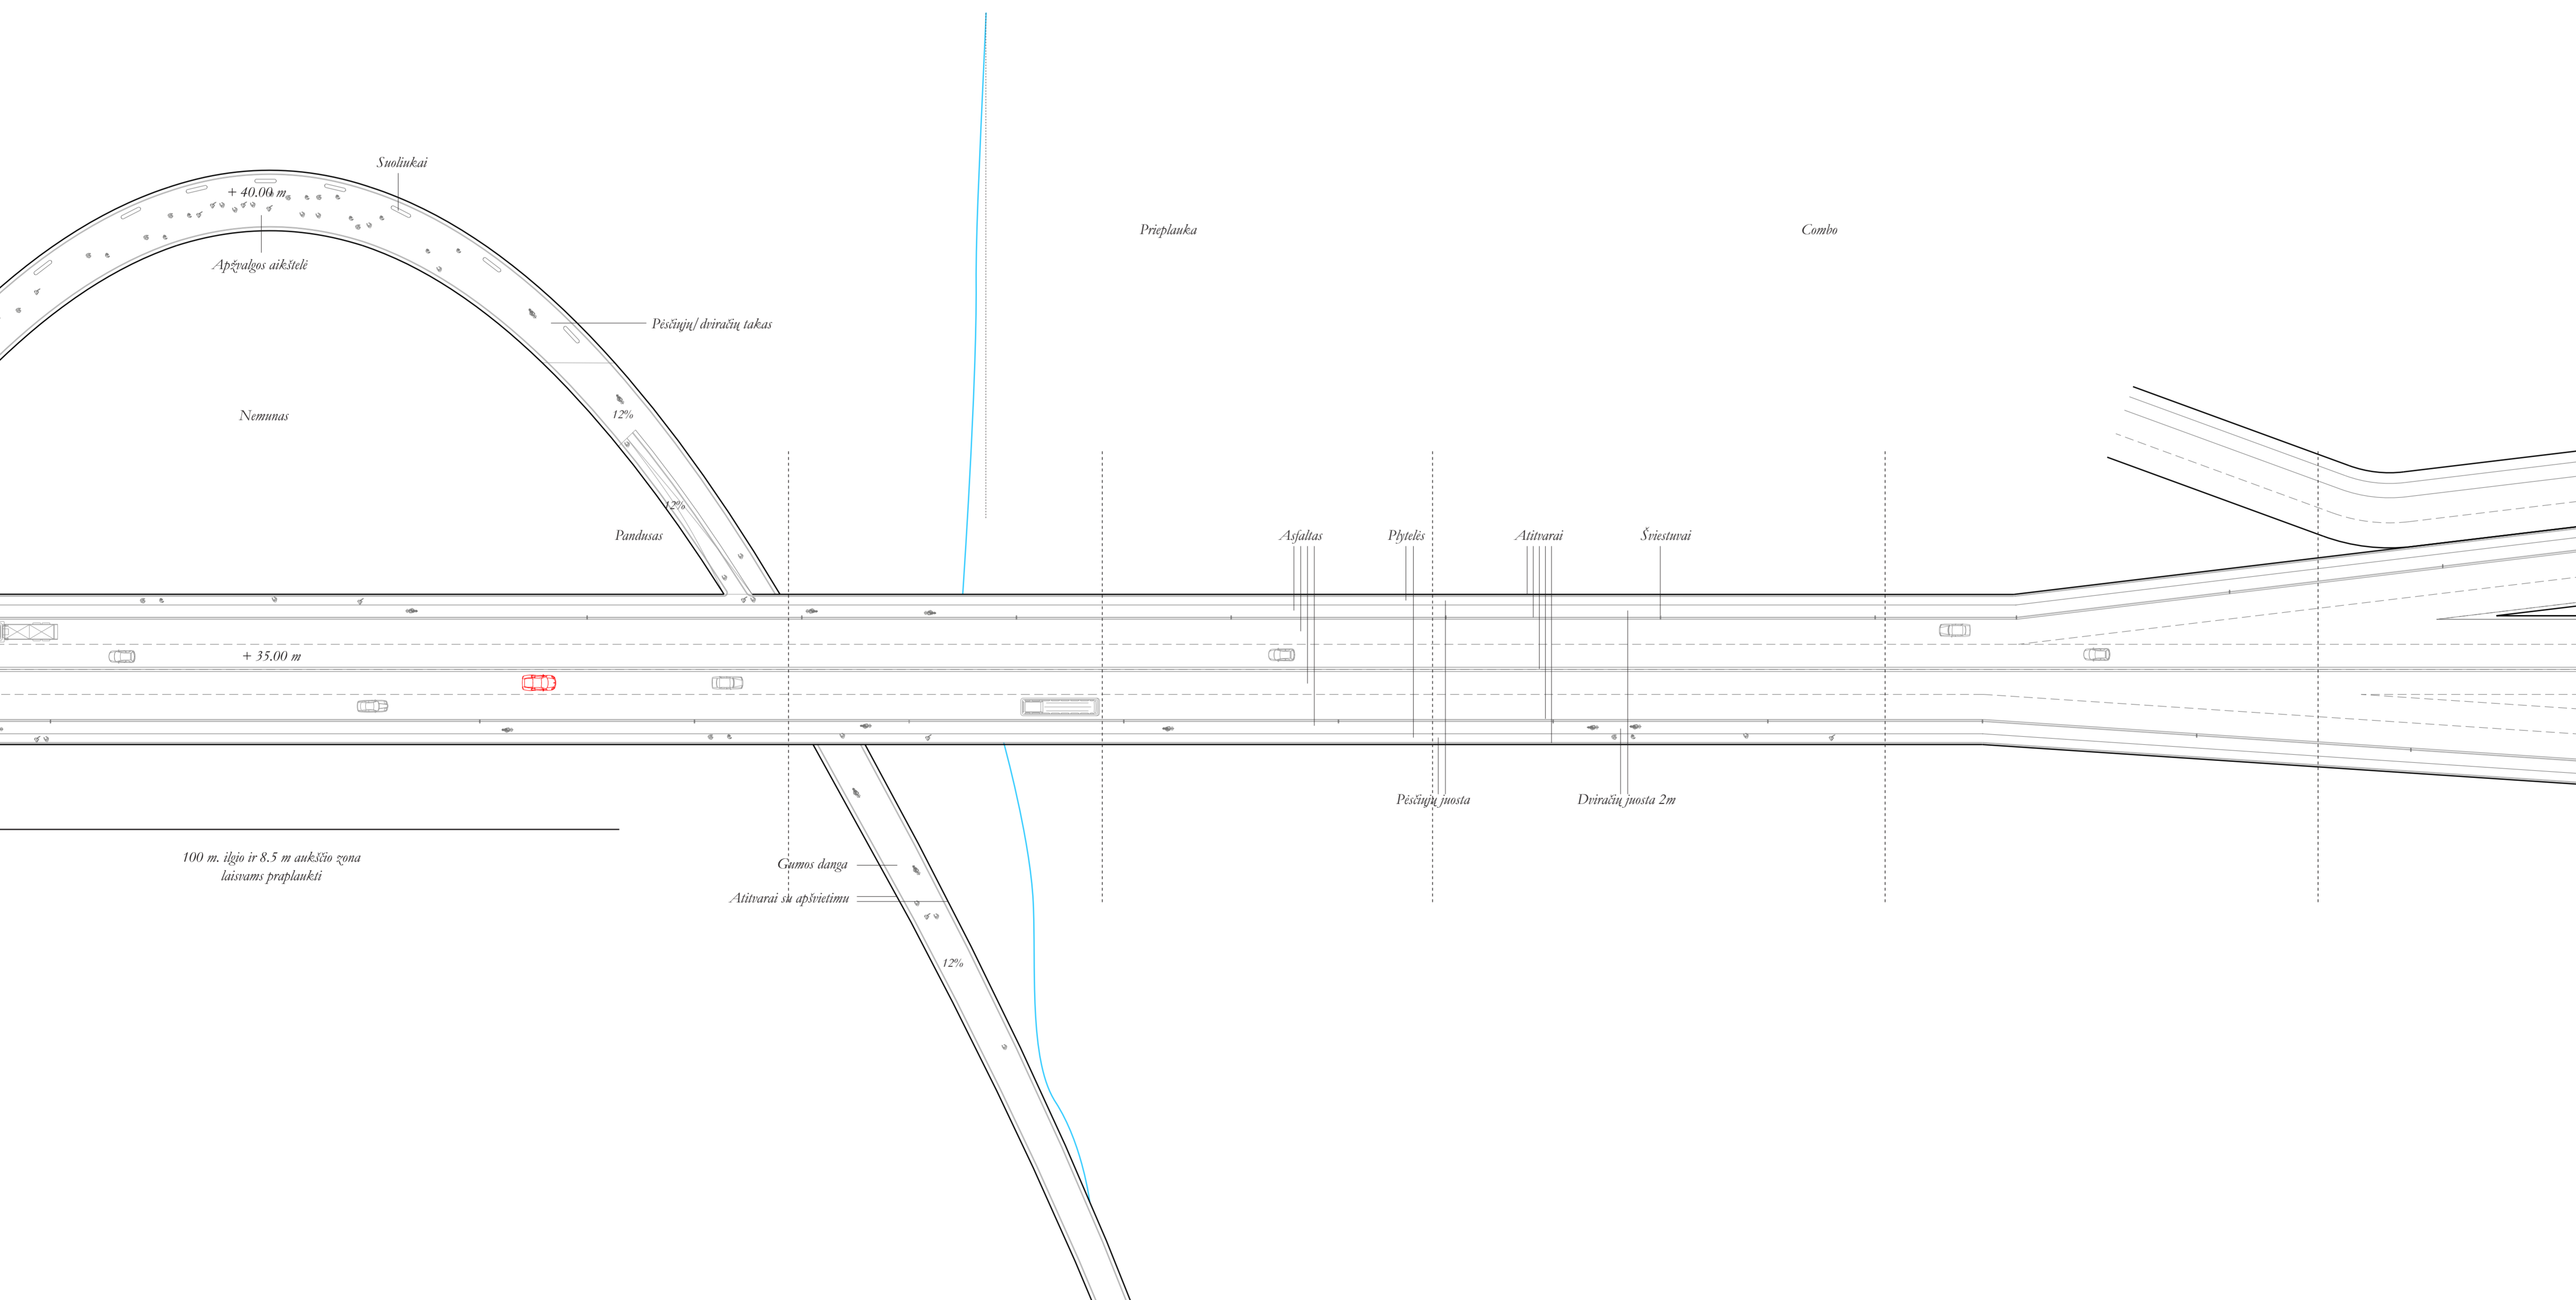 Suoliukai
+ 40.00 m
Prieplauka
Combo
Apžvalgos aikštelė
Pėsčiųjų/dviračių takas
Nemunas
12%
12%
Pandusas
Asfaltas
Plytelės
Atitvarai
Šviestuvai
+ 35.00 m
Pėsčiųjų juosta
Dviračių juosta 2m
100 m. ilgio ir 8.5 m aukščio zona
laisvams praplaukti
Gumos danga
Atitvarai su apšvietimu
12%